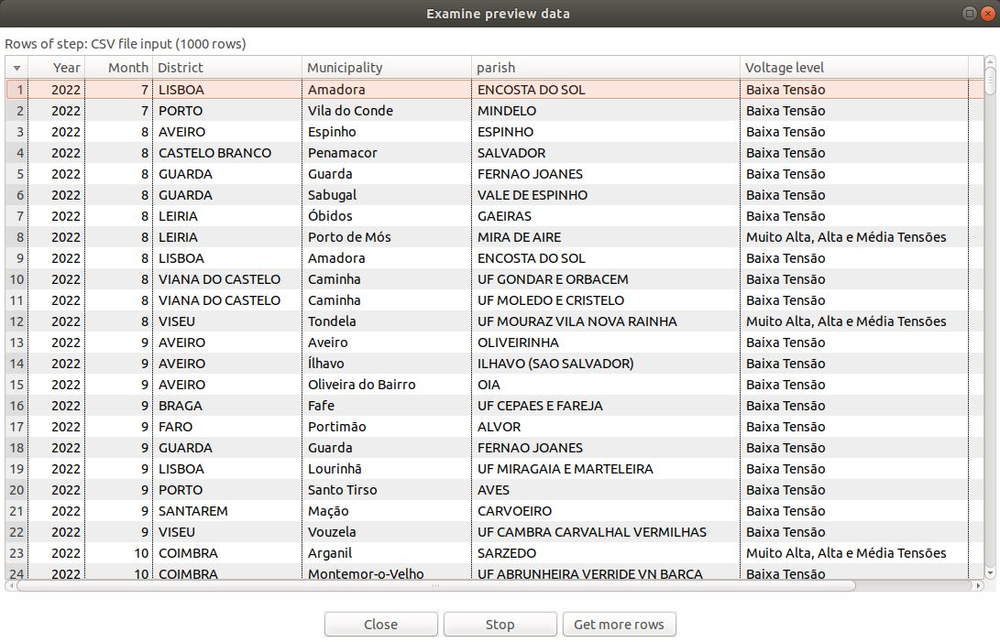 Examine preview data
Rows of step: CSV file input (1000 rows)
Year Month District Municipality parish Voltage level
1 2022 7 LISBOA Amadora ENCOSTA DO SOL Baixa Tensão
2 2022 7 PORTO Vila do Conde MINDELO Baixa Tensão
3 2022 8 AVEIRO Espinho ESPINHO Baixa Tensão
4 2022 8 CASTELO BRANCO Penamacor SALVADOR Baixa Tensão
5 2022 8 GUARDA Guarda FERNAO JOANES Baixa Tensão
6 2022 8 GUARDA Sabugal VALE DE ESPINHO Baixa Tensão
7 2022 8 LEIRIA Óbidos GAEIRAS Baixa Tensão
8 2022 8 LEIRIA Porto de Mós MIRA DE AIRE Muito Alta, Alta e Média Tensões
9 2022 8 LISBOA Amadora ENCOSTA DO SOL Baixa Tensão
10 2022 8 VIANA DO CASTELO Caminha UF GONDAR E ORBACEM Baixa Tensão
11 2022 8 VIANA DO CASTELO Caminha UF MOLEDO E CRISTELO Baixa Tensão
12 2022 8 VISEU Tondela UF MOURAZ VILA NOVA RAINHA Muito Alta, Alta e Média Tensões
13 2022 9 AVEIRO Aveiro OLIVEIRINHA Baixa Tensão
14 2022 9 AVEIRO Ílhavo ILHAVO (SAO SALVADOR) Baixa Tensão
15 2022 9 AVEIRO Oliveira do Bairro OIA Baixa Tensão
16 2022 9 BRAGA Fafe UF CEPAES E FAREJA Baixa Tensão
17 2022 9 FARO Portimão ALVOR Baixa Tensão
18 2022 9 GUARDA Guarda FERNAO JOANES Baixa Tensão
19 2022 9 LISBOA Lourinhã UF MIRAGAIA E MARTELEIRA Baixa Tensão
20 2022 9 PORTO Santo Tirso AVES Baixa Tensão
21 2022 9 SANTAREM Mação CARVOEIRO Baixa Tensão
22 2022 9 VISEU Vouzela UF CAMBRA CARVALHAL VERMILHAS Baixa Tensão
23 2022 10 COIMBRA Arganil SARZEDO Muito Alta, Alta e Média Tensões
24 2022 10 COIMBRA Montemor-o-Velho UF ABRUNHEIRA VERRIDE VN BARCA Baixa Tensão
Close Stop Get more rows